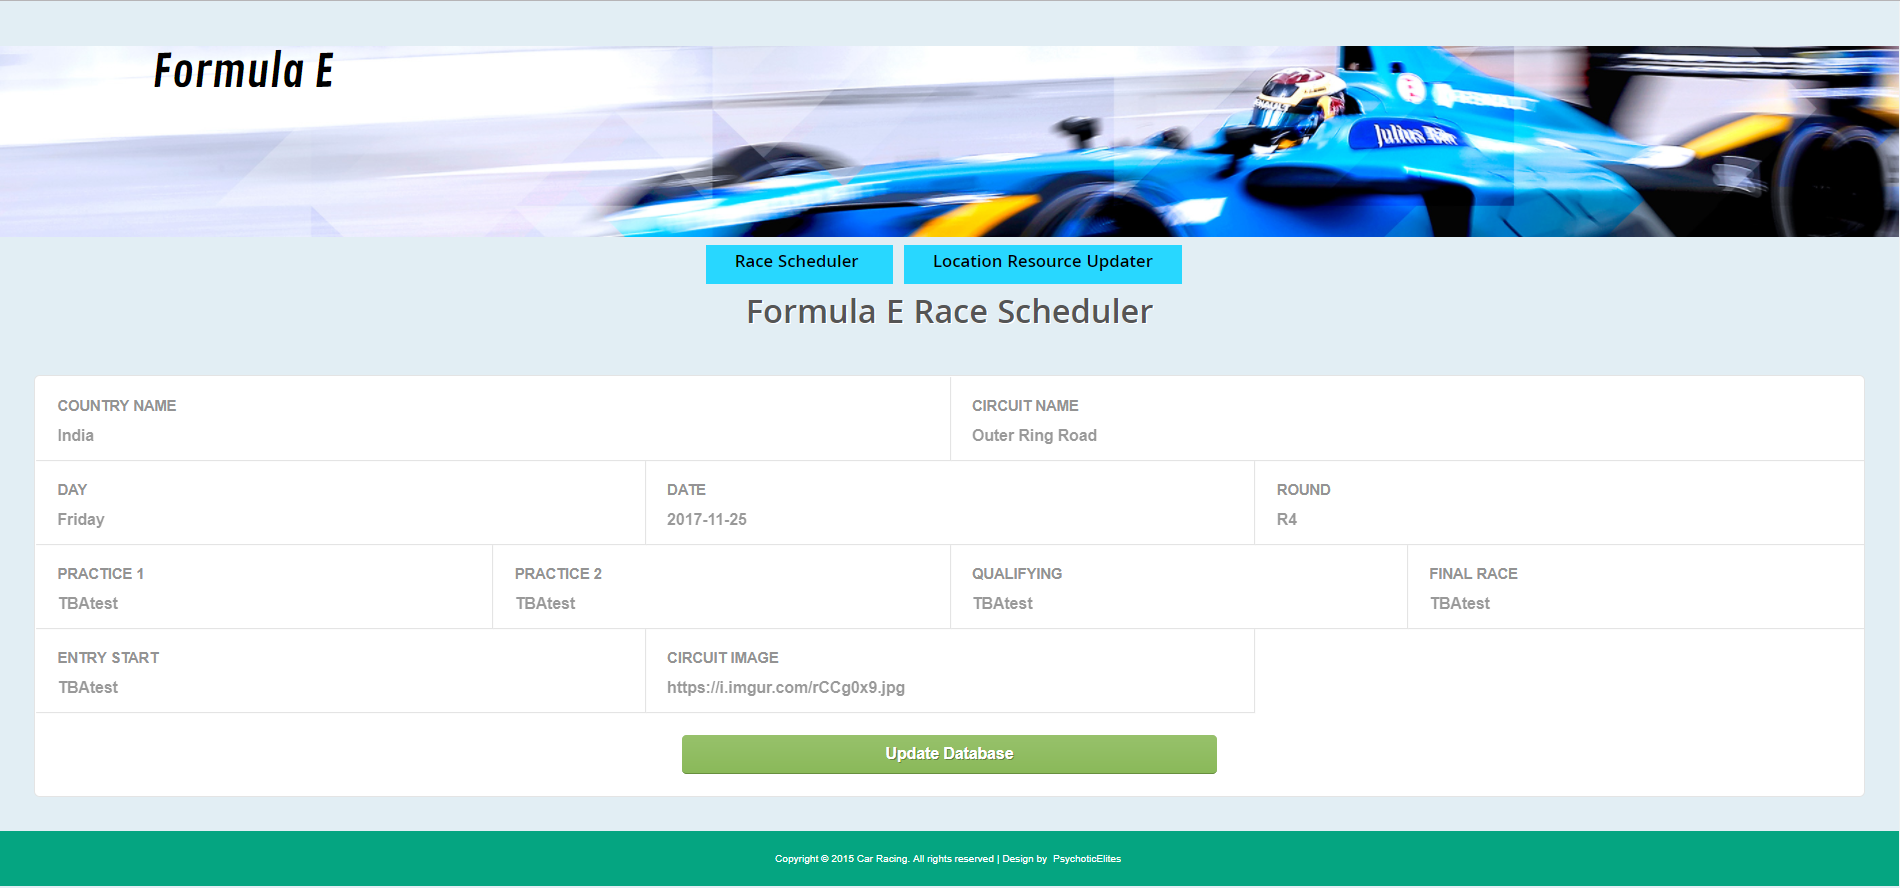 Formula E
Julius Bär
Race Scheduler
Location Resource Updater
Formula E Race Scheduler
COUNTRY NAME
India
CIRCUIT NAME
Outer Ring Road
DAY
Friday
DATE
2017-11-25
ROUND
R4
PRACTICE 1
TBAtest
PRACTICE 2
TBAtest
QUALIFYING
TBAtest
FINAL RACE
TBAtest
ENTRY START
TBAtest
CIRCUIT IMAGE
https://i.imgur.com/rCCg0x9.jpg
Update Database
Copyright © 2015 Car Racing. All rights reserved | Design by PsychoticElites